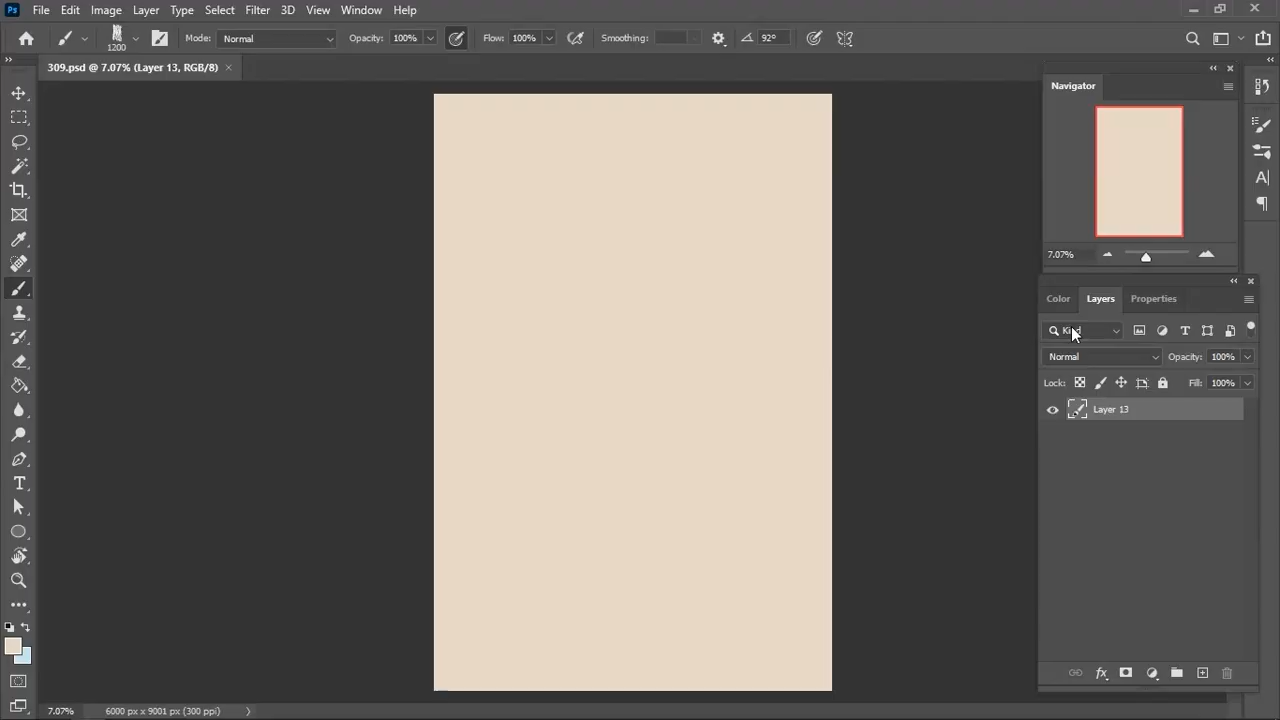 Ps File Edit Image Layer Type Select Filter 3D View Window Help
1200 Mode: Normal Opacity: 100% Flow: 100% Smoothing: 92°
309.psd @ 7.07% (Layer 13, RGB/8)
Navigator
7.07%
Color Layers Properties
Normal Opacity: 100%
Lock: Fill: 100%
Layer 13
7.07% 6000 px x 9001 px (300 ppi)